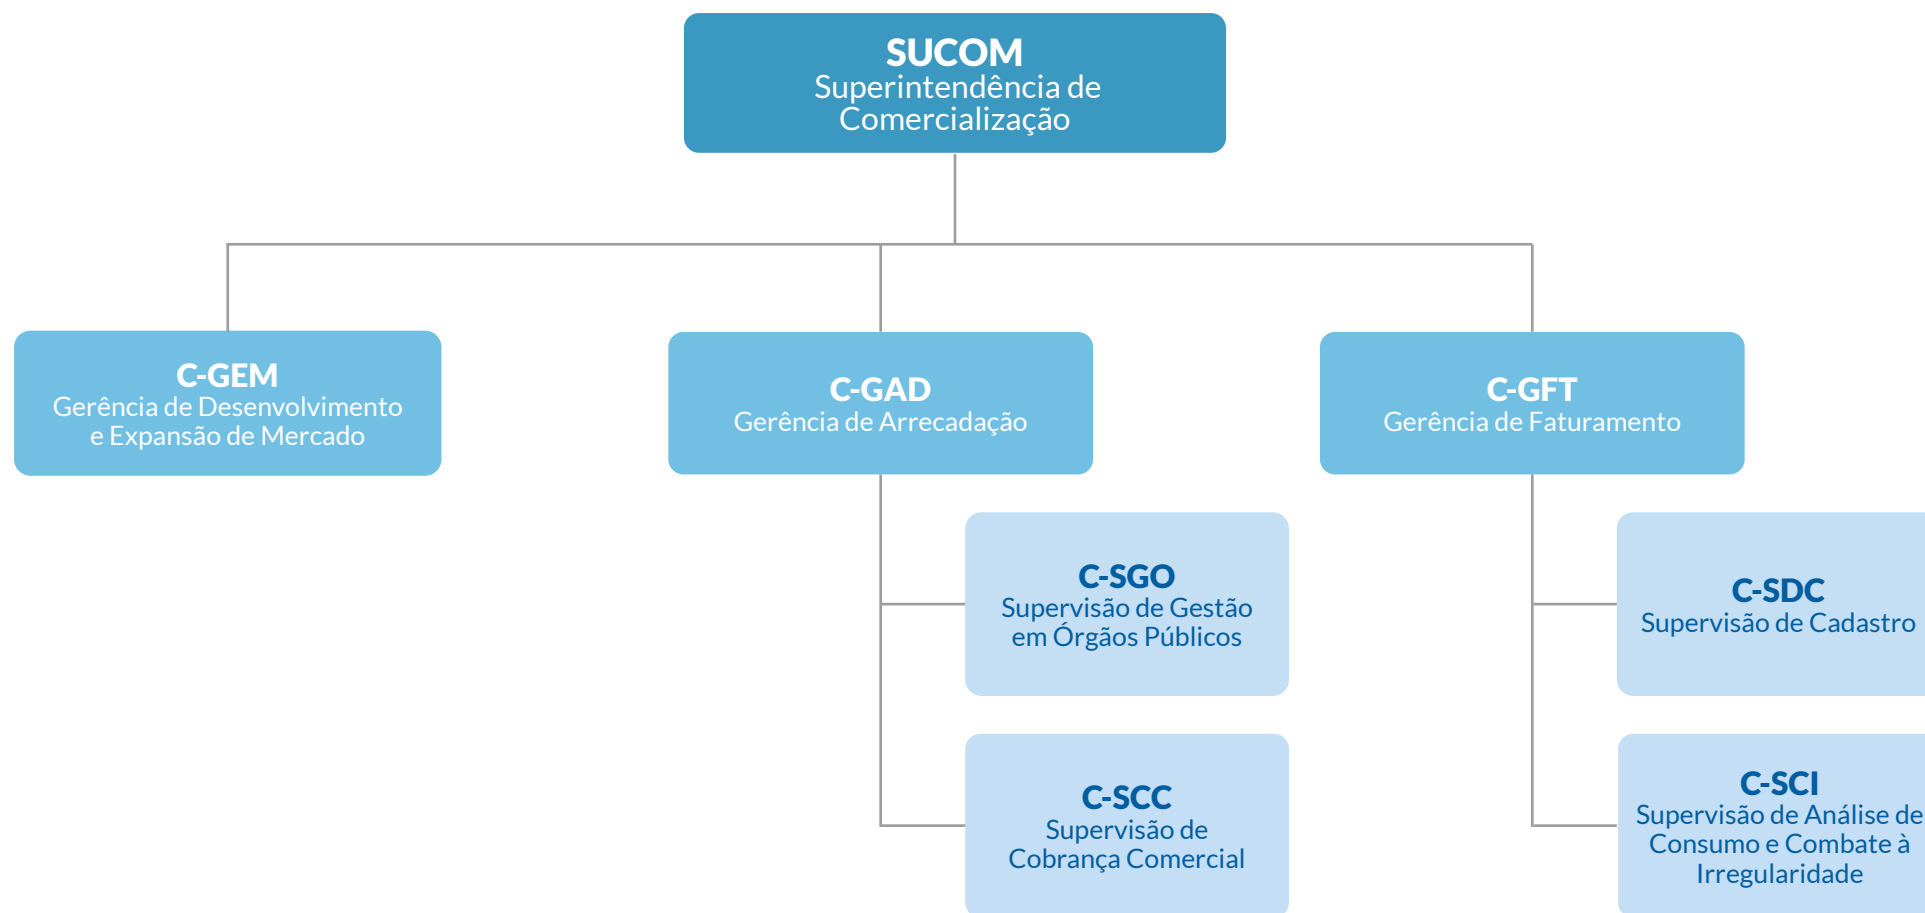 SUCOM
Superintendência de
Comercialização
C-GEM
Gerência de Desenvolvimento
e Expansão de Mercado
C-GAD
Gerência de Arrecadação
C-GFT
Gerência de Faturamento
C-SGO
Supervisão de Gestão
em Órgãos Públicos
C-SDC
Supervisão de Cadastro
C-SCC
Supervisão de
Cobrança Comercial
C-SCI
Supervisão de Análise de
Consumo e Combate à
Irregularidade